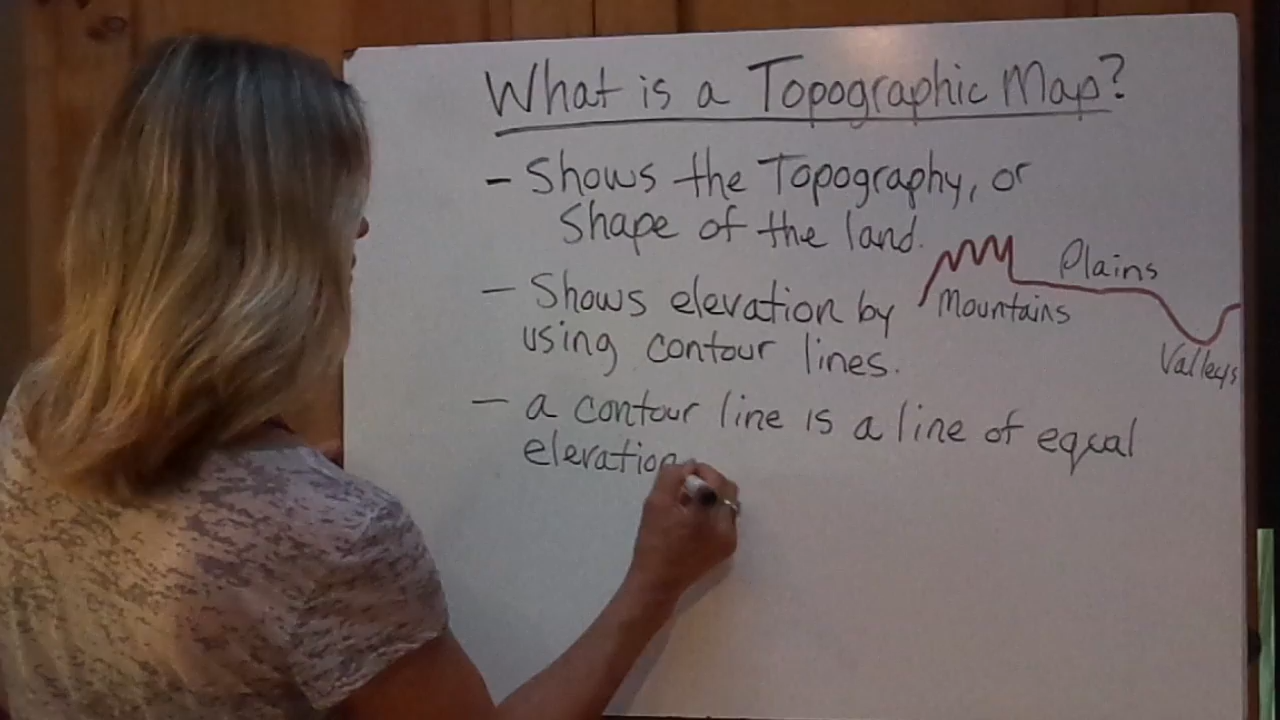 What is a Topographic Map?
- Shows the Topography, or
Shape of the land.
Plains
- Shows elevation by
Mountains
using contour lines.
Valleys
- a contour line is a line of equal
elevation